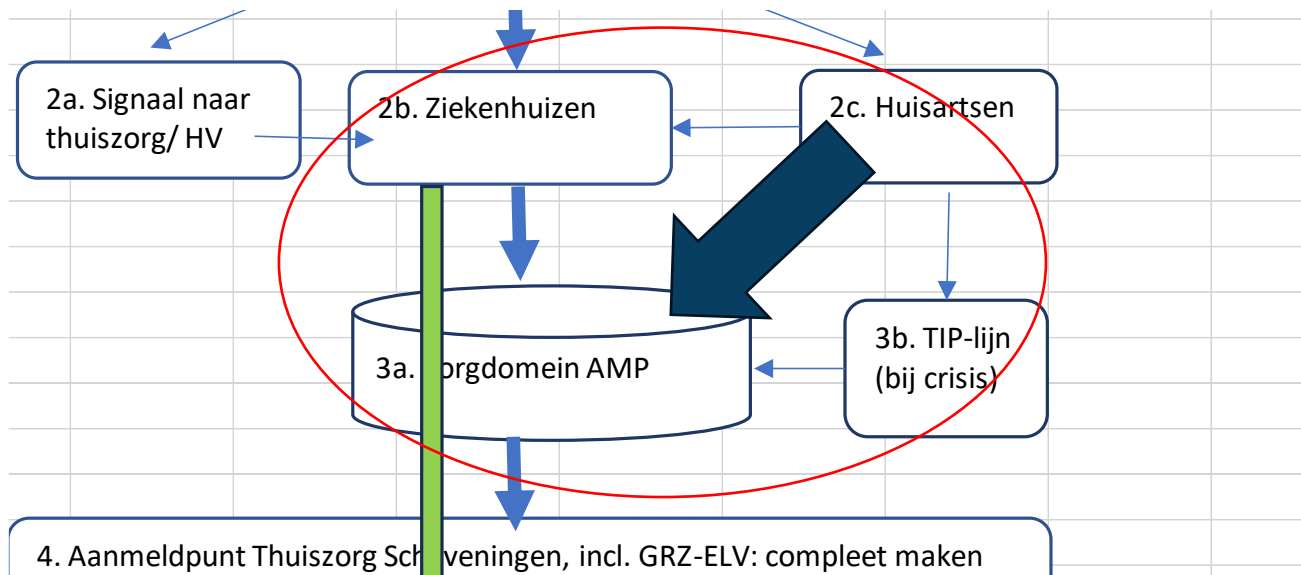 2a. Signaal naar
thuiszorg/ HV
2b. Ziekenhuizen
2c. Huisartsen
3a. orgdomein AMP
3b. TIP-lijn
(bij crisis)
4. Aanmeldpunt Thuiszorg Sch veningen, incl. GRZ-ELV: compleet maken